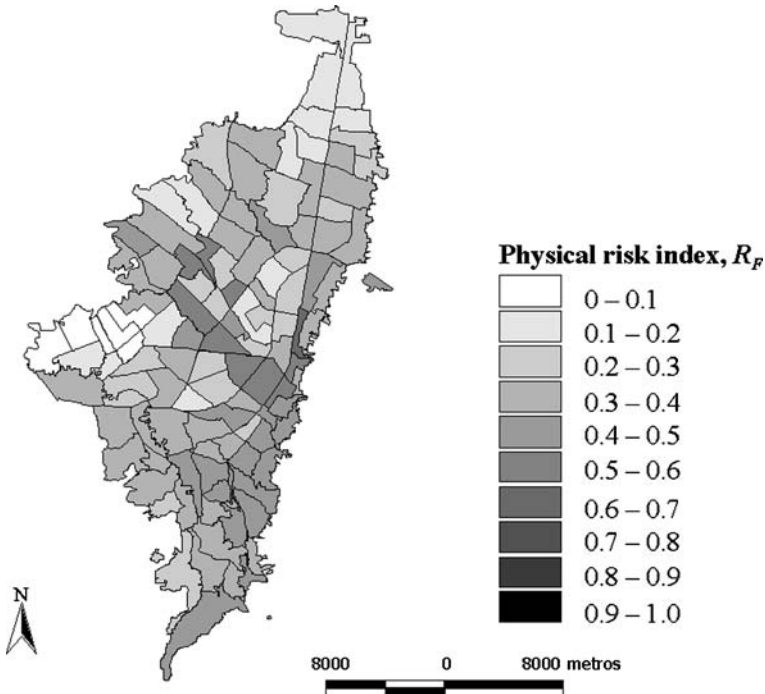 Physical risk index, R_F
0 – 0.1
0.1 – 0.2
0.2 – 0.3
0.3 – 0.4
0.4 – 0.5
0.5 – 0.6
0.6 – 0.7
0.7 – 0.8
0.8 – 0.9
0.9 – 1.0
N
8000 0 8000 metros